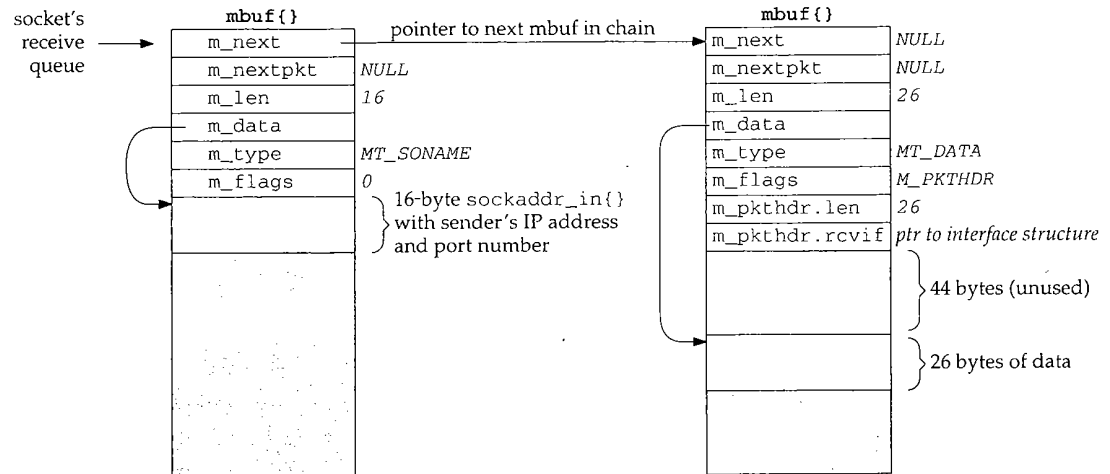 socket's
receive
queue
mbuf{}
m_next
m_nextpkt NULL
m_len 16
m_data
m_type MT_SONAME
m_flags 0
16-byte sockaddr_in{}
with sender's IP address
and port number
pointer to next mbuf in chain
mbuf{}
m_next NULL
m_nextpkt NULL
m_len 26
m_data
m_type MT_DATA
m_flags M_PKTHDR
m_pkthdr.len 26
m_pkthdr.rcvif ptr to interface structure
44 bytes (unused)
26 bytes of data